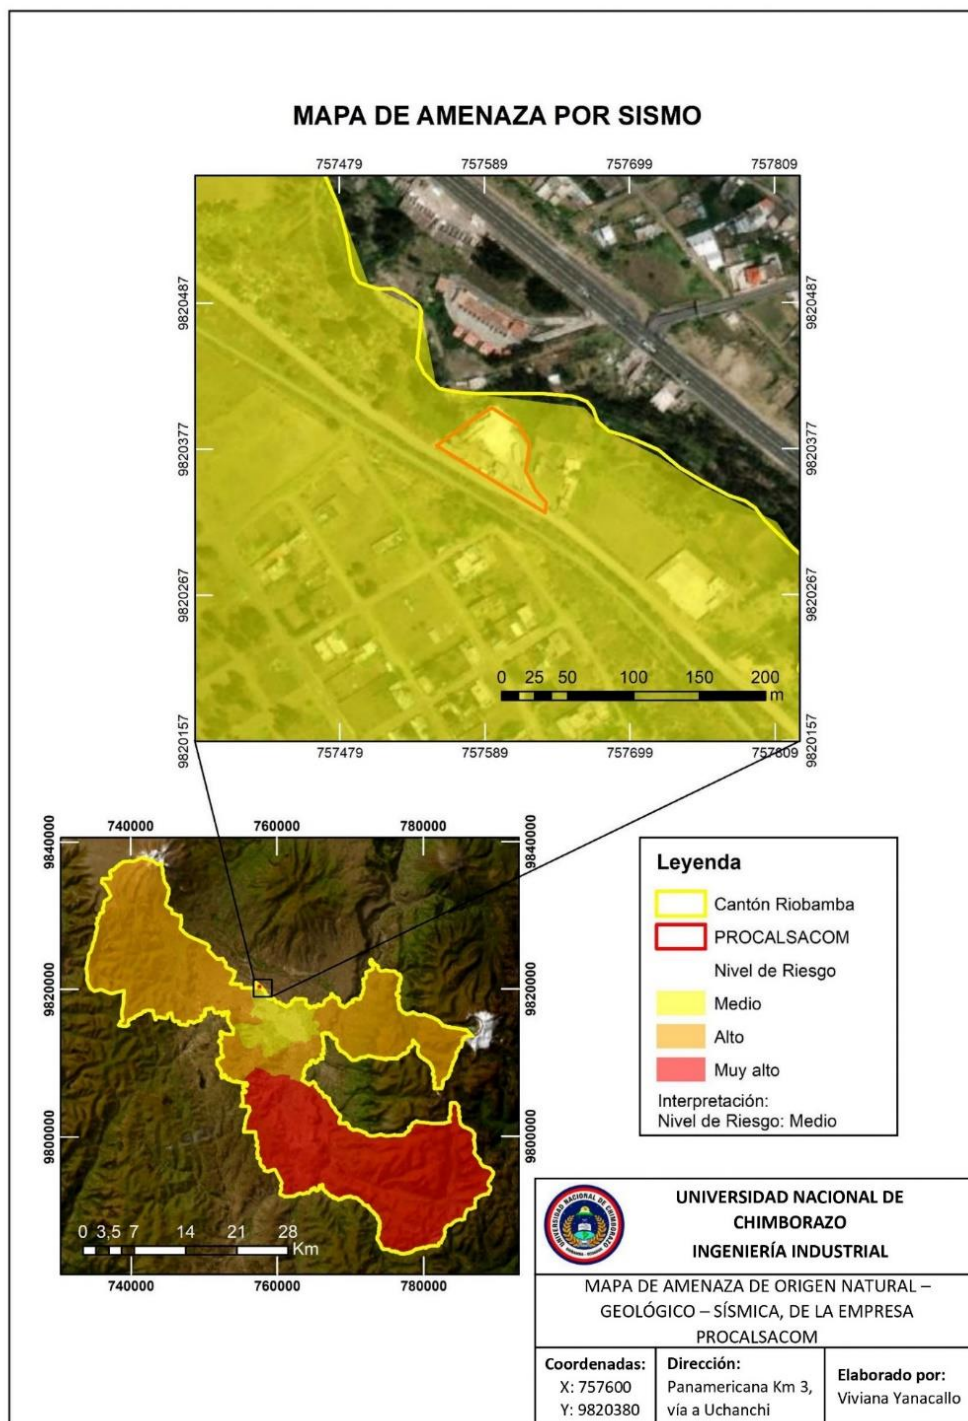 MAPA DE AMENAZA POR SISMO
757479 757589 757699 757809
9820487 9820487
9820377 9820377
9820267 9820267
9820157 9820157
0 25 50 100 150 200
m
757479 757589 757699 757809
740000 760000 780000
9840000 9840000
9820000 9820000
9800000 9800000
0 3,5 7 14 21 28
Km
740000 760000 780000
Leyenda
Cantón Riobamba
PROCALSACOM
Nivel de Riesgo
Medio
Alto
Muy alto
Interpretación:
Nivel de Riesgo: Medio
UNIVERSIDAD NACIONAL DE CHIMBORAZO
UNIVERSIDAD NACIONAL DE
CHIMBORAZO
INGENIERÍA INDUSTRIAL
MAPA DE AMENAZA DE ORIGEN NATURAL –
GEOLÓGICO – SÍSMICA, DE LA EMPRESA
PROCALSACOM
Coordenadas:
X: 757600
Y: 9820380
Dirección:
Panamericana Km 3,
vía a Uchanchi
Elaborado por:
Viviana Yanacallo